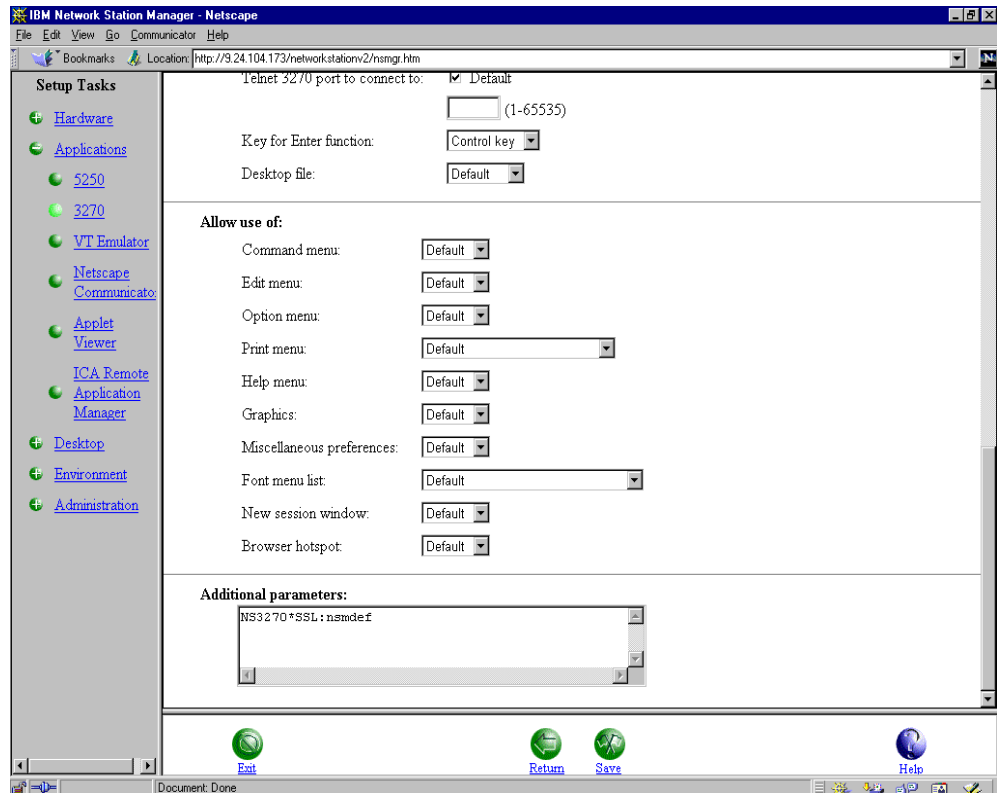 IBM Network Station Manager - Netscape
File Edit View Go Communicator Help
Bookmarks Location: http://9.24.104.173/networkstationv2/nsmgr.htm
N
Setup Tasks
Hardware
Applications
5250
3270
VT Emulator
Netscape
Communicato
Applet
Viewer
ICA Remote
Application
Manager
Desktop
Environment
Administration
Telnet 3270 port to connect to: Default
(1-65535)
Key for Enter function: Control key
Desktop file: Default
Allow use of:
Command menu: Default
Edit menu: Default
Option menu: Default
Print menu: Default
Help menu: Default
Graphics: Default
Miscellaneous preferences: Default
Font menu list: Default
New session window: Default
Browser hotspot: Default
Additional parameters:
NS3270*SSL:nsmdef
Exit
Return
Save
Help
Document: Done